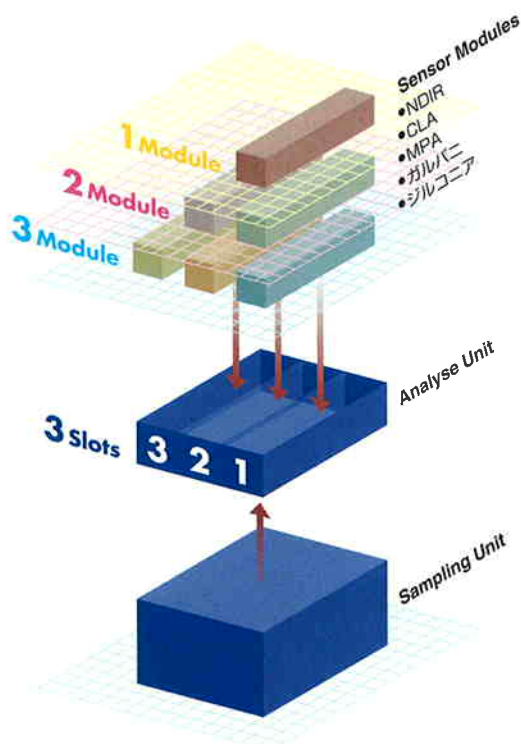 Sensor Modules
●NDIR
●CLA
●MPA
●ガルバニ
●ジルコニア
1 Module
2 Module
3 Module
Analyse Unit
3 Slots
3 2 1
Sampling Unit